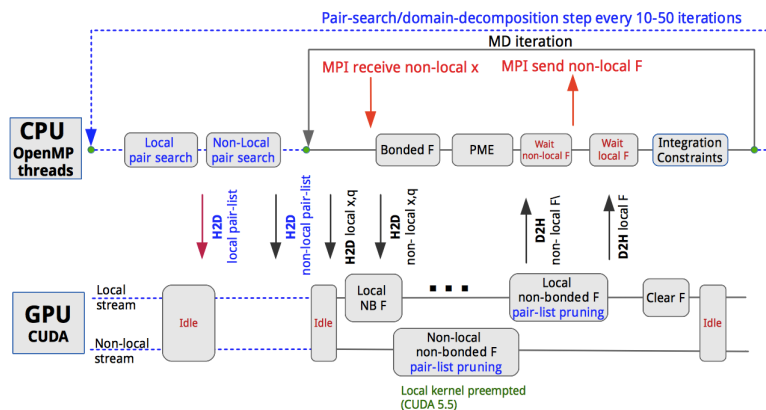 Pair-search/domain-decomposition step every 10-50 iterations
MD iteration
MPI receive non-local x
MPI send non-local F
CPU
OpenMP
threads
Local
pair search
Non-Local
pair search
Bonded F
PME
Wait
non-local F
Wait
local F
Integration
Constraints
H2D
local pair-list
H2D
non-local pair-list
H2D local x,q
H2D
non- local x,q
D2H
non- local F\
D2H local F
GPU
CUDA
Local
stream
Non-local
stream
Idle
Idle
Local
NB F
Non-local
non-bonded F
pair-list pruning
Local
non-bonded F
pair-list pruning
Clear F
Idle
Local kernel preempted
(CUDA 5.5)